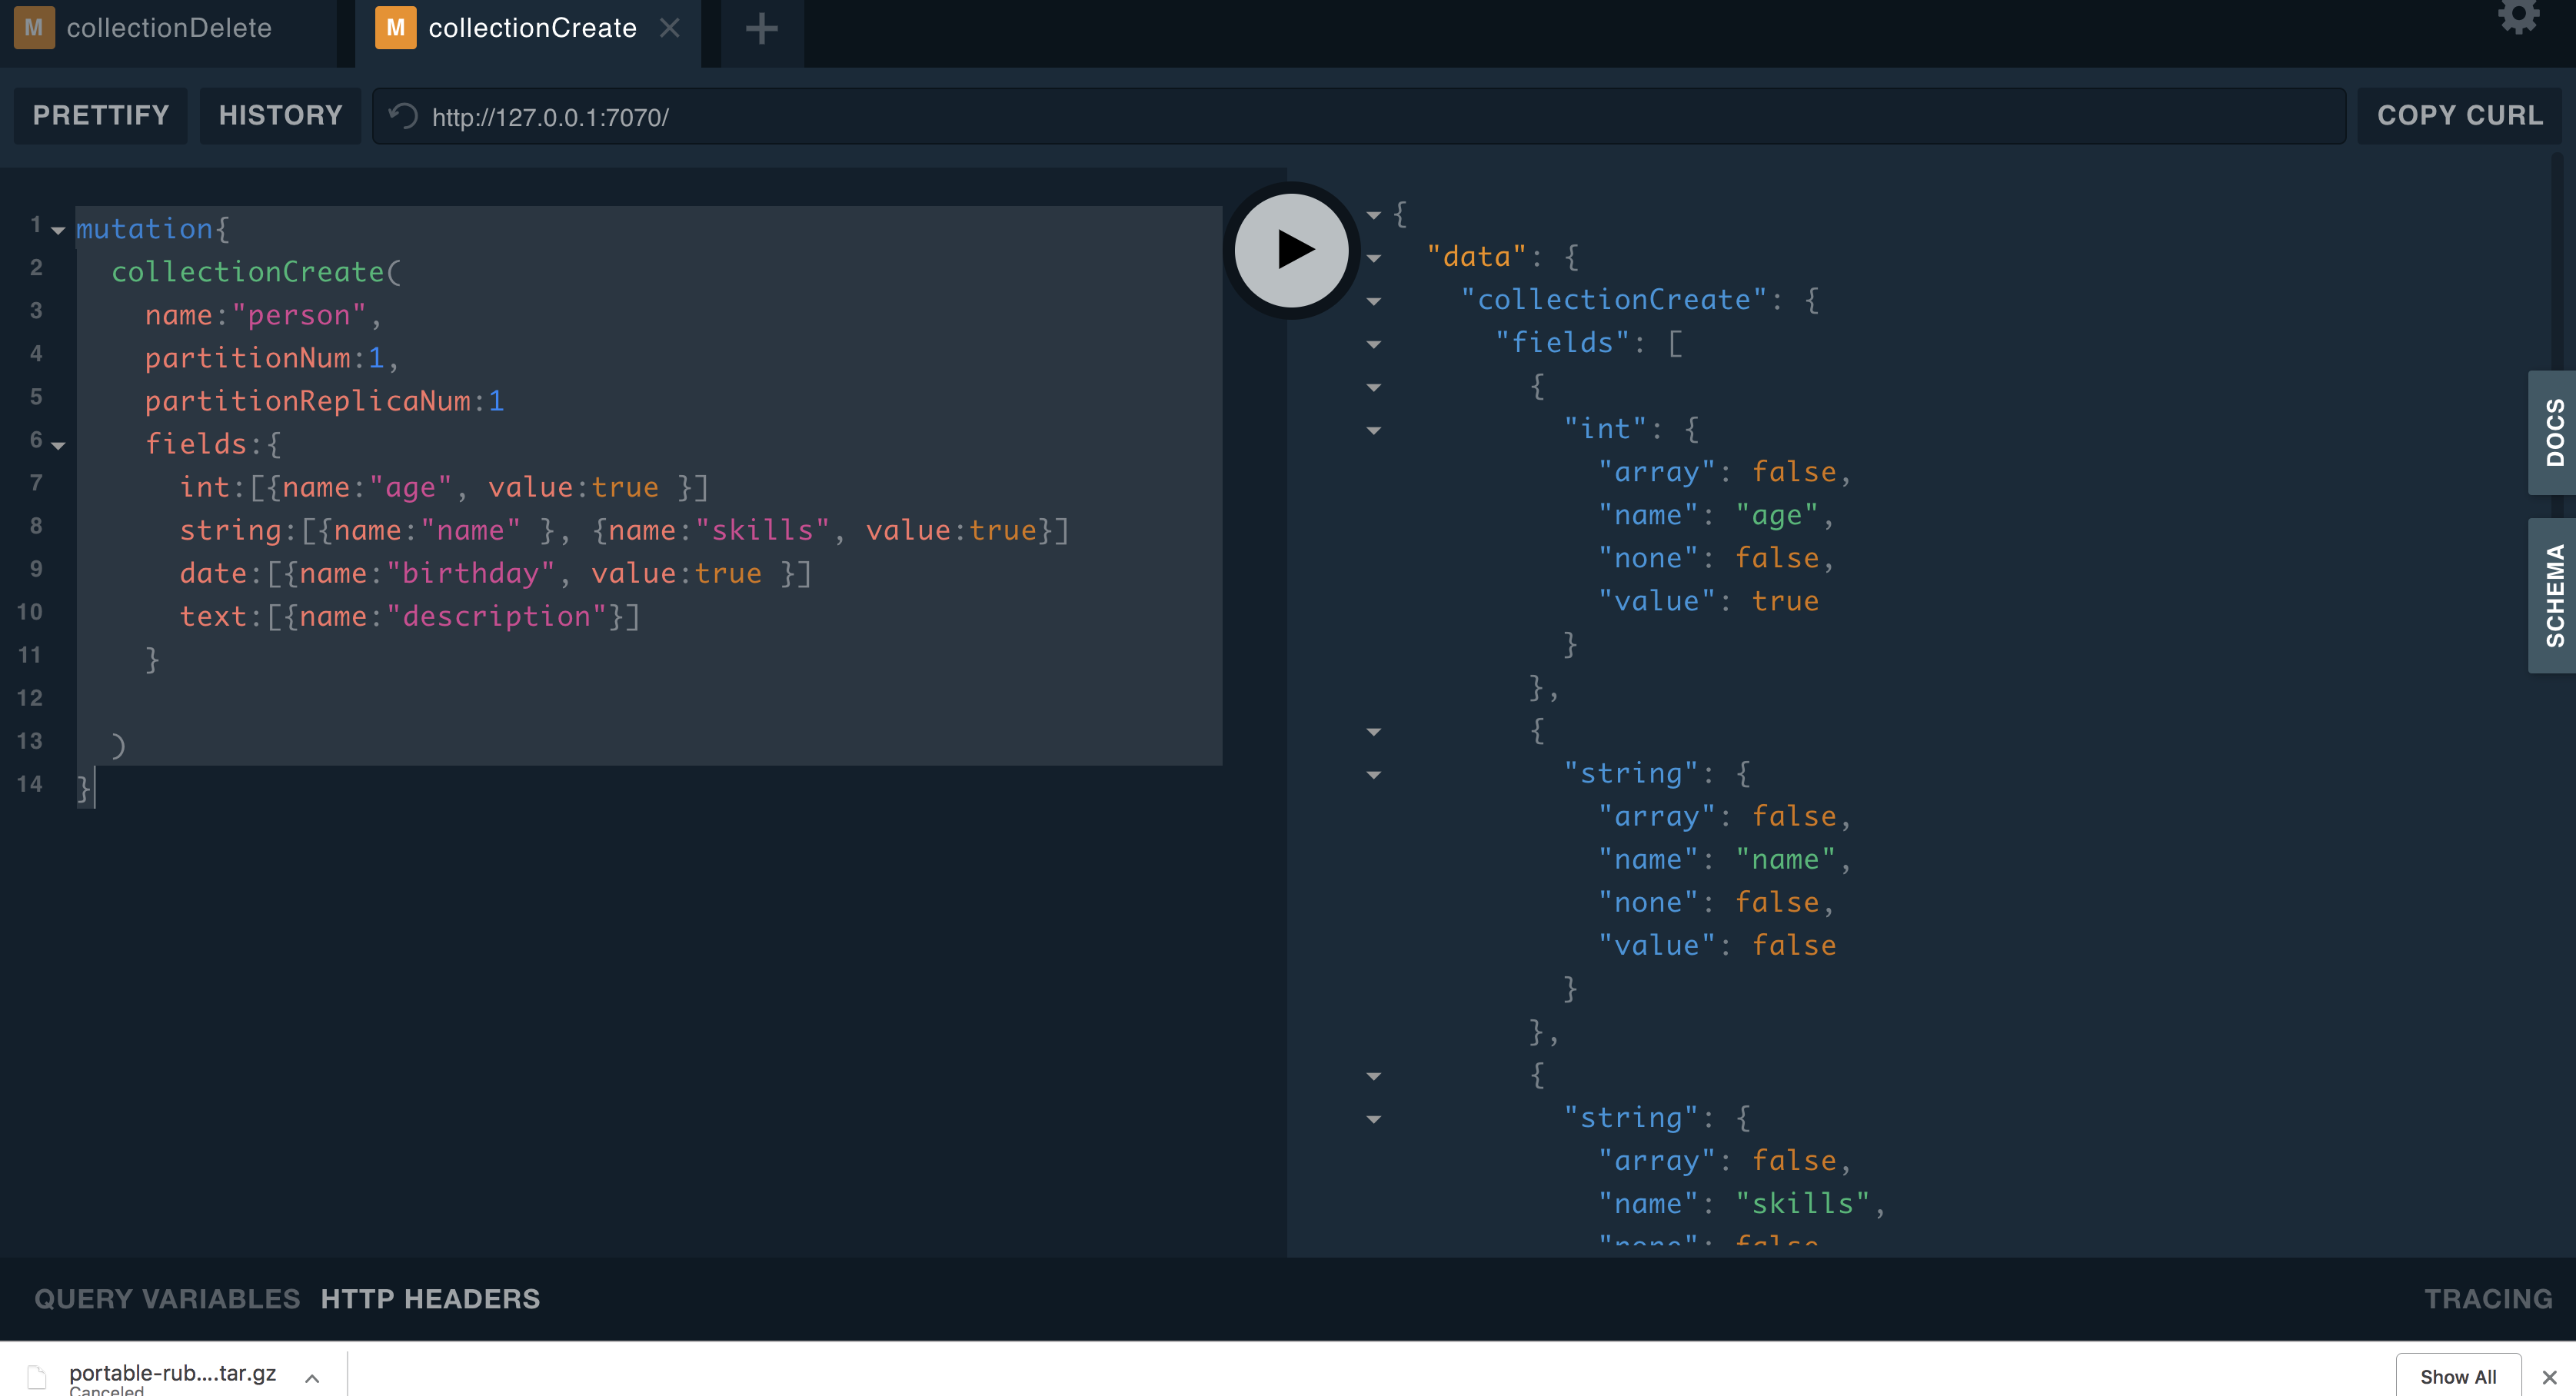 M collectionDelete
M collectionCreate
PRETTIFY
HISTORY
http://127.0.0.1:7070/
COPY CURL
1 mutation{
2 collectionCreate(
3 name:"person",
4 partitionNum:1,
5 partitionReplicaNum:1
6 fields:{
7 int:[{name:"age", value:true }]
8 string:[{name:"name" }, {name:"skills", value:true}]
9 date:[{name:"birthday", value:true }]
10 text:[{name:"description"}]
11 }
12
13 )
14 }
{
"data": {
"collectionCreate": {
"fields": [
{
"int": {
"array": false,
"name": "age",
"none": false,
"value": true
}
},
{
"string": {
"array": false,
"name": "name",
"none": false,
"value": false
}
},
{
"string": {
"array": false,
"name": "skills",
"none": false
DOCS
SCHEMA
QUERY VARIABLES
HTTP HEADERS
TRACING
portable-rub....tar.gz
Canceled
Show All